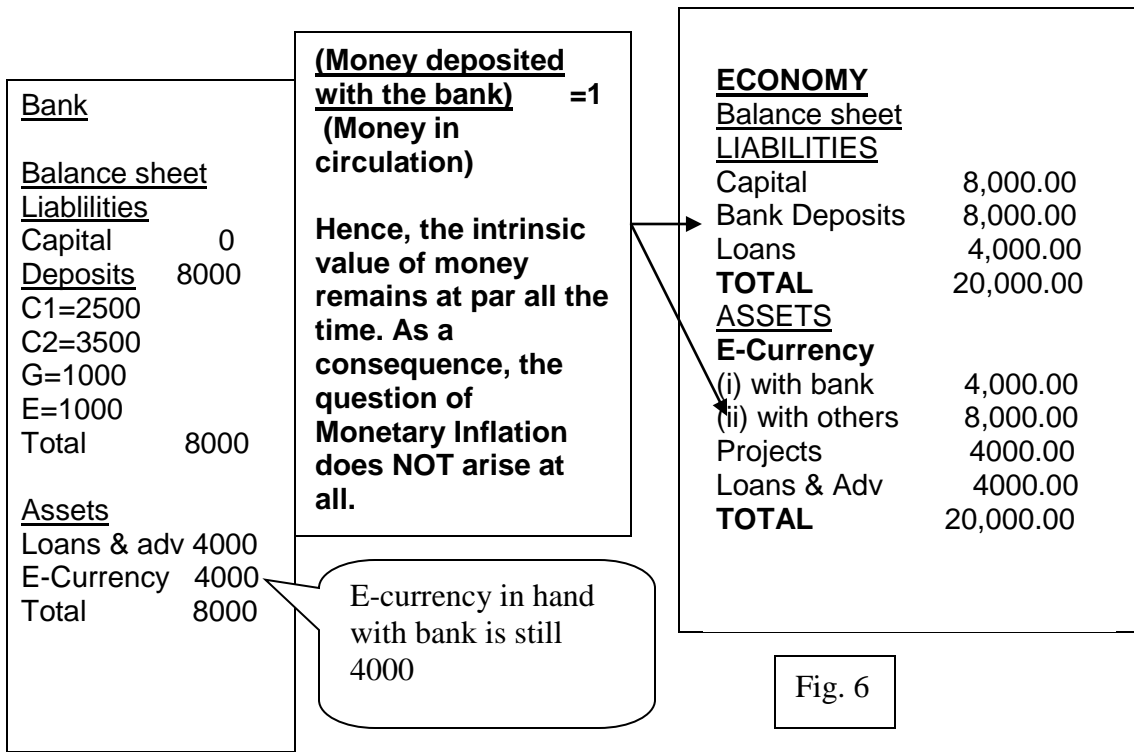 Bank
Balance sheet
Liablilities
Capital 0
Deposits 8000
C1=2500
C2=3500
G=1000
E=1000
Total 8000
Assets
Loans & adv 4000
E-Currency 4000
Total 8000
(Money deposited
with the bank) =1
(Money in
circulation)
Hence, the intrinsic
value of money
remains at par all the
time. As a
consequence, the
question of
Monetary Inflation
does NOT arise at
all.
E-currency in hand
with bank is still
4000
ECONOMY
Balance sheet
LIABILITIES
Capital 8,000.00
Bank Deposits 8,000.00
Loans 4,000.00
TOTAL 20,000.00
ASSETS
E-Currency
(i) with bank 4,000.00
(ii) with others 8,000.00
Projects 4000.00
Loans & Adv 4000.00
TOTAL 20,000.00
Fig. 6